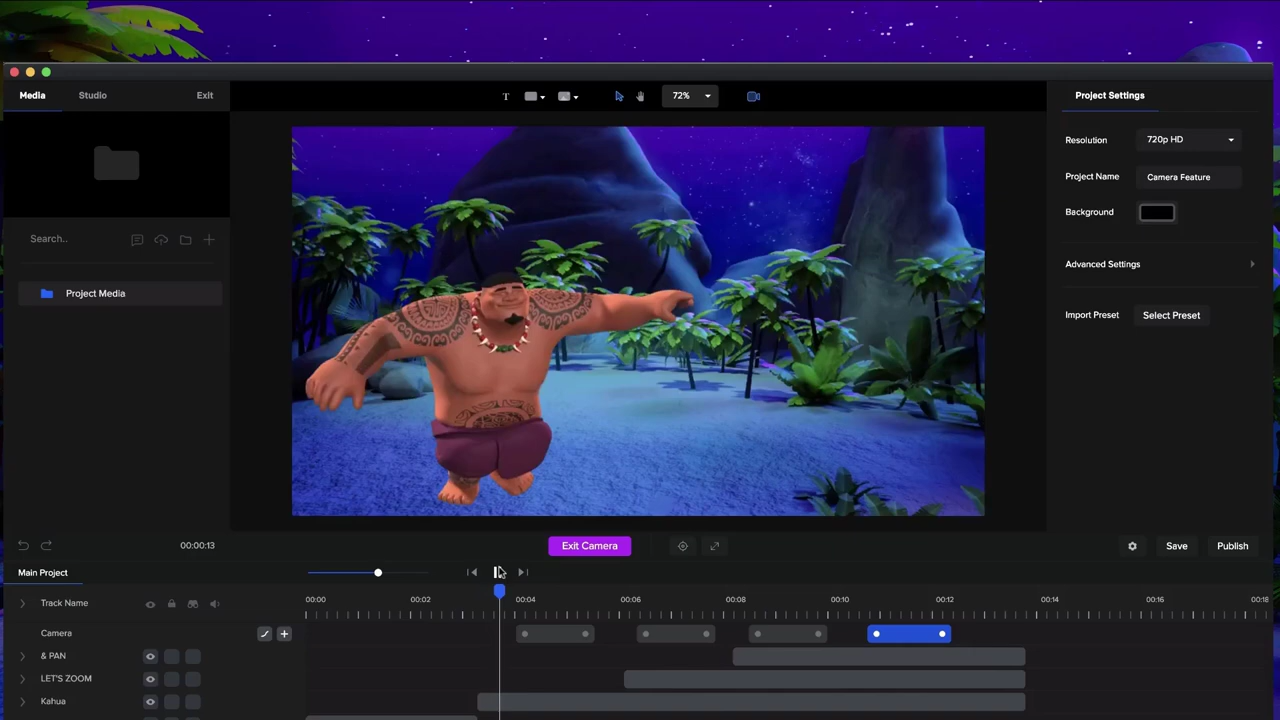 Media Studio Exit
T 72%
Project Settings
Resolution 720p HD
Project Name Camera Feature
Background
Search..
Advanced Settings
Project Media
Import Preset Select Preset
00:00:13 Exit Camera Save Publish
Main Project
Track Name 00:00 00:02 00:04 00:06 00:08 00:10 00:12 00:14 00:16 00:18
Camera
& PAN
LET'S ZOOM
Kahua